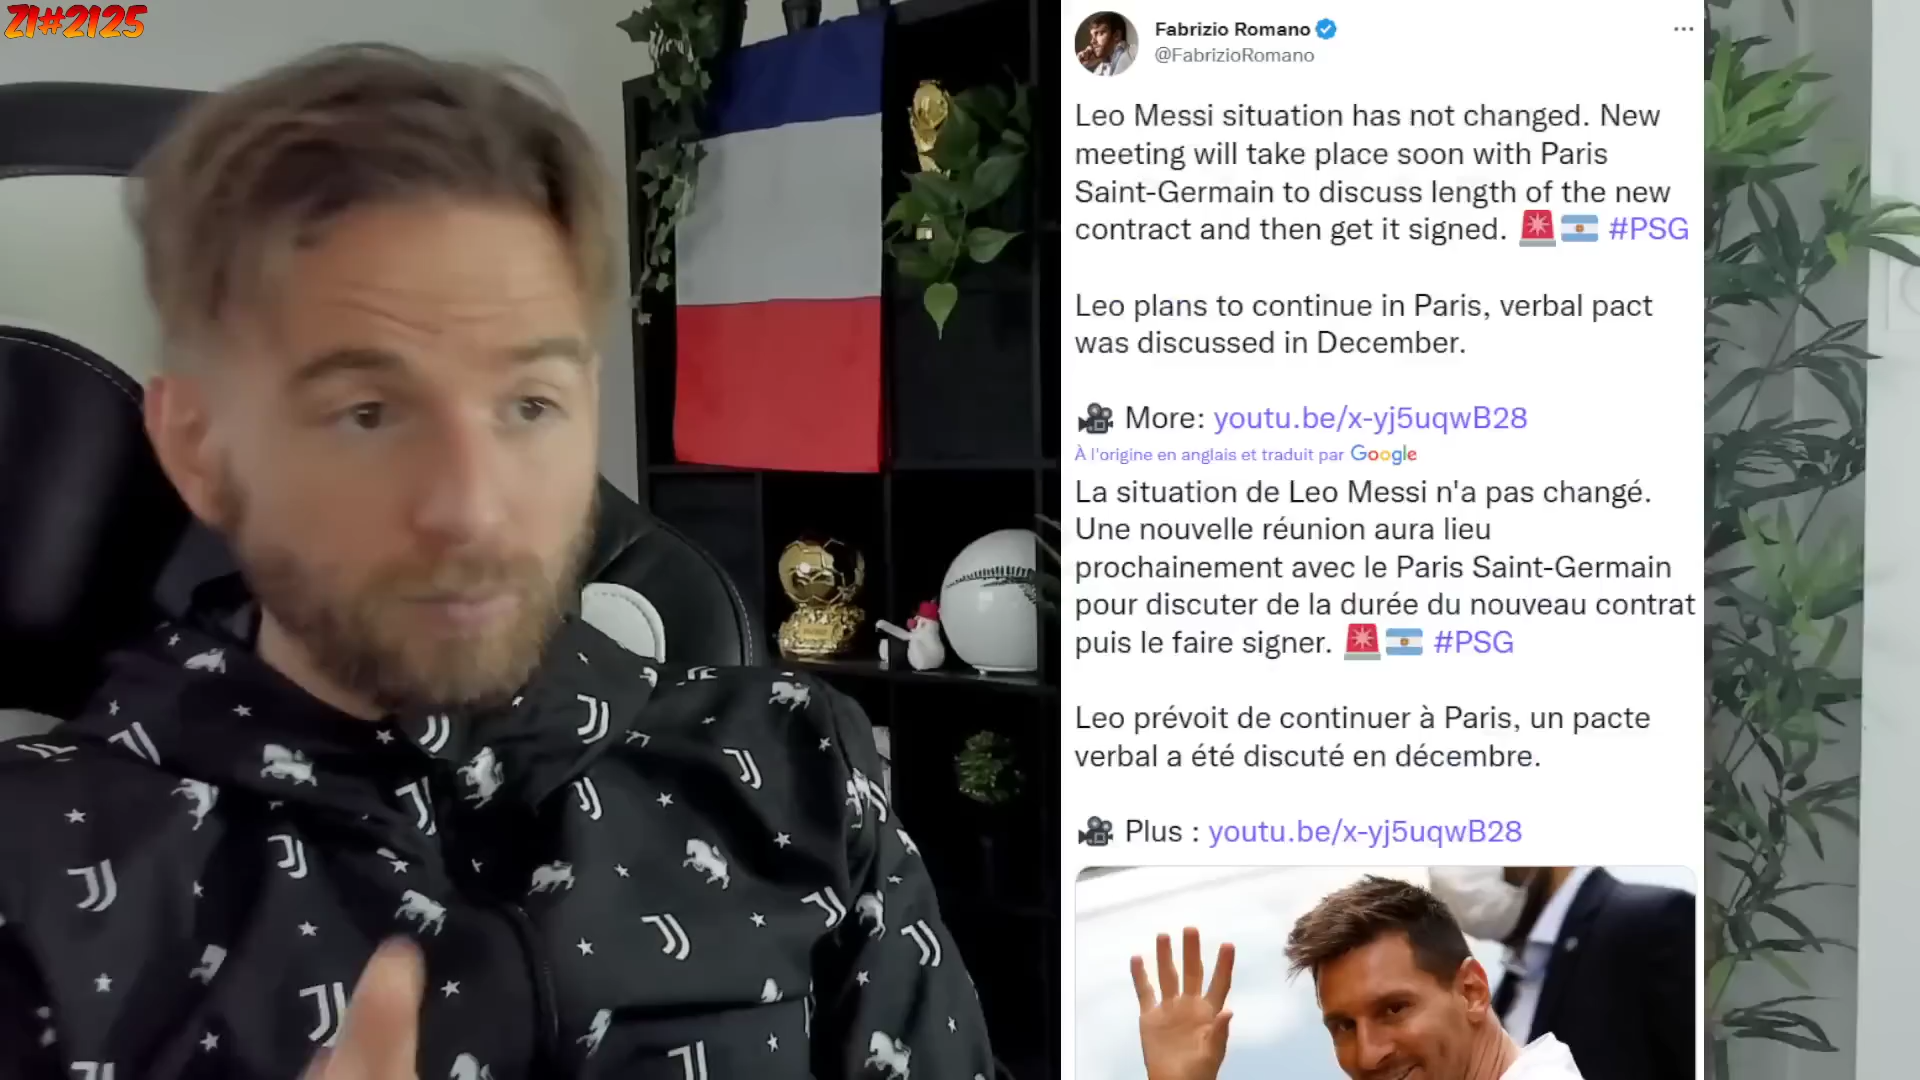 Z1#2125
Fabrizio Romano
@FabrizioRomano
Leo Messi situation has not changed. New
meeting will take place soon with Paris
Saint-Germain to discuss length of the new
contract and then get it signed. 🚨🇦🇷 #PSG
Leo plans to continue in Paris, verbal pact
was discussed in December.
🎥 More: youtu.be/x-yj5uqwB28
À l'origine en anglais et traduit par Google
La situation de Leo Messi n'a pas changé.
Une nouvelle réunion aura lieu
prochainement avec le Paris Saint-Germain
pour discuter de la durée du nouveau contrat
puis le faire signer. 🚨🇦🇷 #PSG
Leo prévoit de continuer à Paris, un pacte
verbal a été discuté en décembre.
🎥 Plus : youtu.be/x-yj5uqwB28